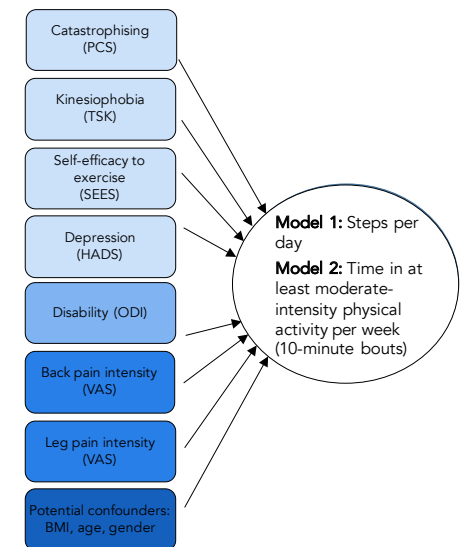 Catastrophising
(PCS)
Kinesiophobia
(TSK)
Self-efficacy to
exercise
(SEES)
Depression
(HADS)
Disability (ODI)
Back pain intensity
(VAS)
Leg pain intensity
(VAS)
Potential confounders:
BMI, age, gender
Model 1: Steps per
day
Model 2: Time in at
least moderate-
intensity physical
activity per week
(10-minute bouts)